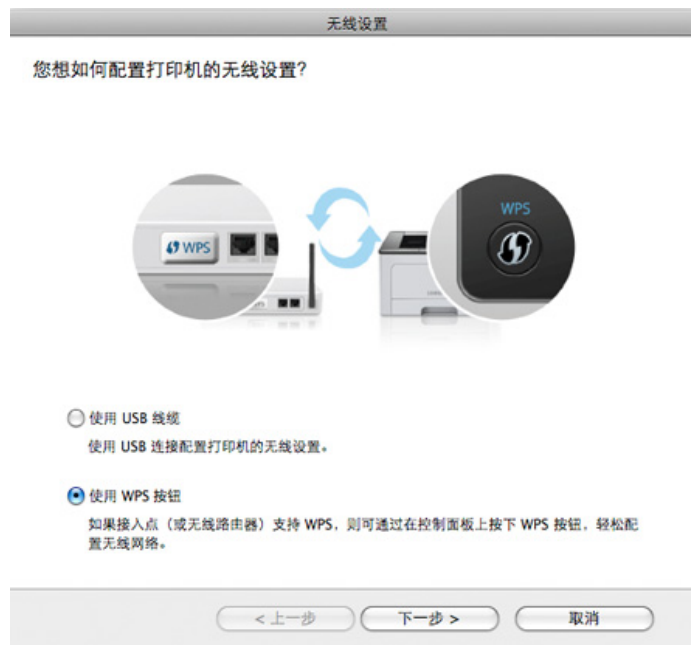 无线设置
您想如何配置打印机的无线设置?
WPS
WPS
使用 USB 线缆
使用 USB 连接配置打印机的无线设置。
使用 WPS 按钮
如果接入点（或无线路由器）支持 WPS，则可通过在控制面板上按下 WPS 按钮，轻松配
置无线网络。
< 上一步
下一步 >
取消